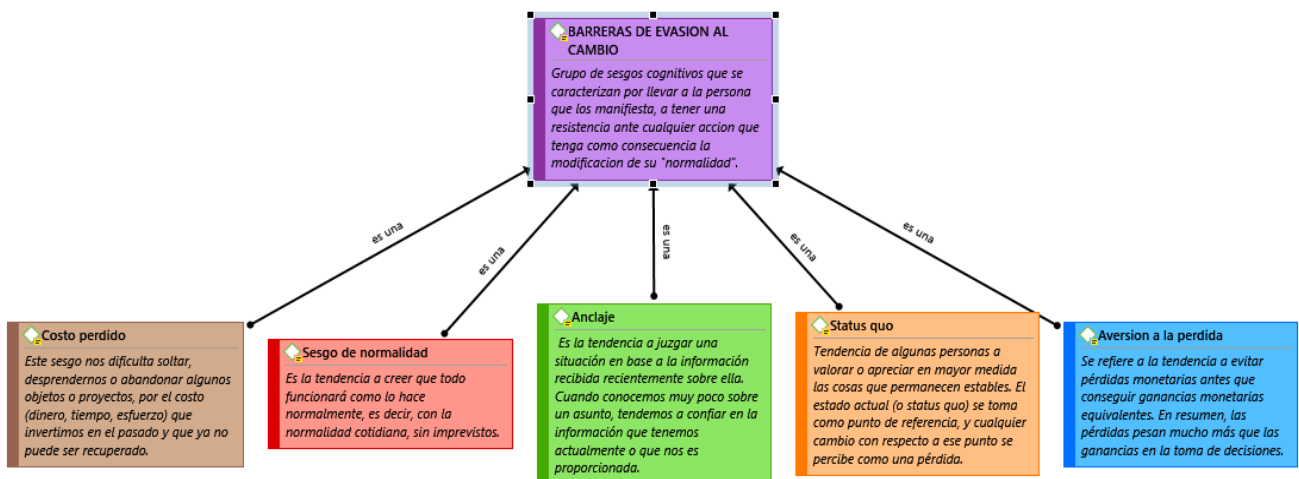 BARRERAS DE EVASION AL
CAMBIO
Grupo de sesgos cognitivos que se
caracterizan por llevar a la persona
que los manifiesta, a tener una
resistencia ante cualquier accion que
tenga como consecuencia la
modificacion de su "normalidad".
es una
es una
es una
es una
es una
Costo perdido
Este sesgo nos dificulta soltar,
desprendernos o abandonar algunos
objetos o proyectos, por el costo
(dinero, tiempo, esfuerzo) que
invertimos en el pasado y que ya no
puede ser recuperado.
Sesgo de normalidad
Es la tendencia a creer que todo
funcionará como lo hace
normalmente, es decir, con la
normalidad cotidiana, sin imprevistos.
Anclaje
Es la tendencia a juzgar una
situación en base a la información
recibida recientemente sobre ella.
Cuando conocemos muy poco sobre
un asunto, tendemos a confiar en la
información que tenemos
actualmente o que nos es
proporcionada.
Status quo
Tendencia de algunas personas a
valorar o apreciar en mayor medida
las cosas que permanecen estables. El
estado actual (o status quo) se toma
como punto de referencia, y cualquier
cambio con respecto a ese punto se
percibe como una pérdida.
Aversion a la perdida
Se refiere a la tendencia a evitar
pérdidas monetarias antes que
conseguir ganancias monetarias
equivalentes. En resumen, las
pérdidas pesan mucho más que las
ganancias en la toma de decisiones.